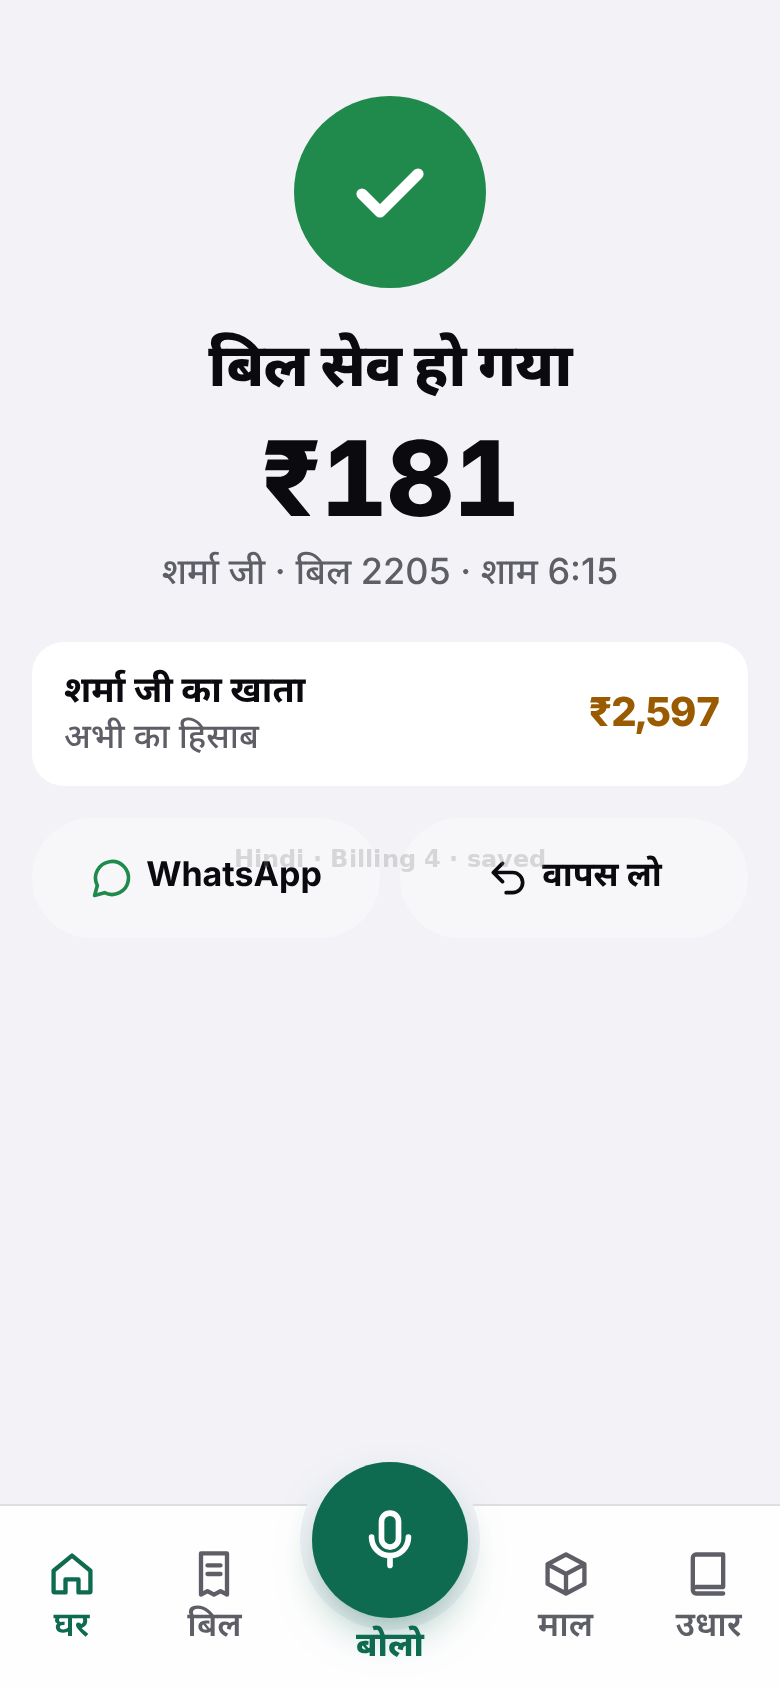 बिल सेव हो गया
₹181
शर्मा जी · बिल 2205 · शाम 6:15
शर्मा जी का खाता
अभी का हिसाब
₹2,597
Hindi · Billing 4 · saved
WhatsApp
वापस लो
घर
बिल
बोलो
माल
उधार